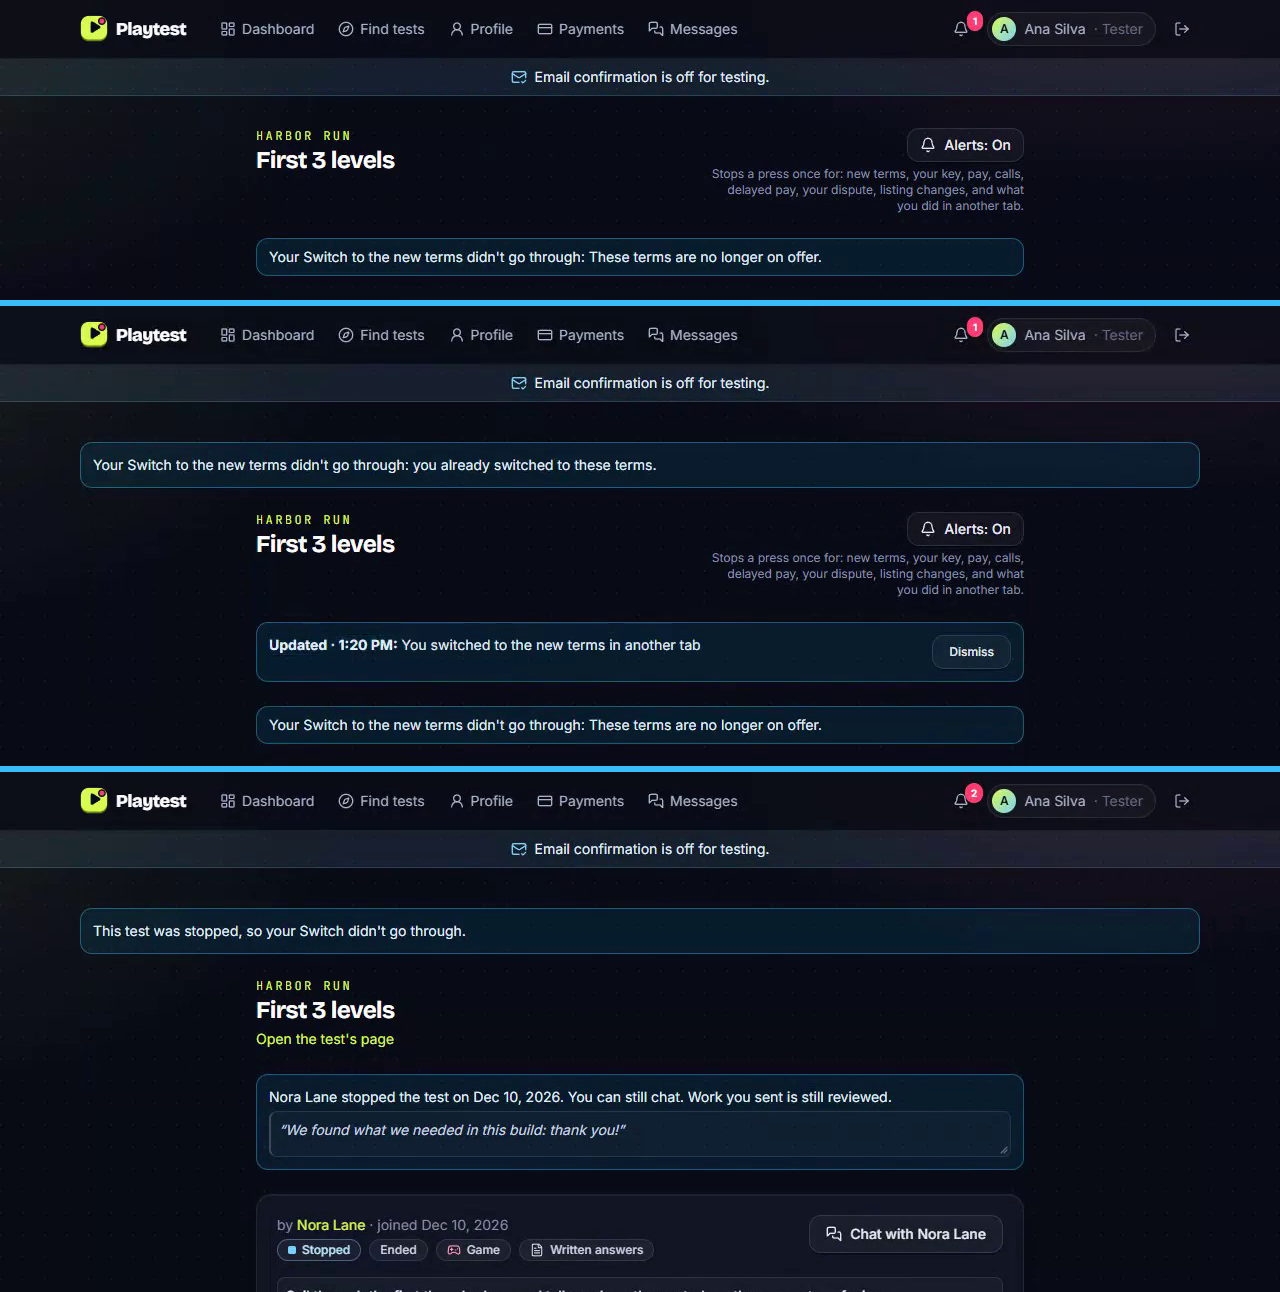 Playtest Dashboard Find tests Profile Payments Messages 1 A Ana Silva · Tester
Email confirmation is off for testing.
HARBOR RUN
First 3 levels
Alerts: On
Stops a press once for: new terms, your key, pay, calls,
delayed pay, your dispute, listing changes, and what
you did in another tab.
Your Switch to the new terms didn't go through: These terms are no longer on offer.
Playtest Dashboard Find tests Profile Payments Messages 1 A Ana Silva · Tester
Email confirmation is off for testing.
Your Switch to the new terms didn't go through: you already switched to these terms.
HARBOR RUN
First 3 levels
Alerts: On
Stops a press once for: new terms, your key, pay, calls,
delayed pay, your dispute, listing changes, and what
you did in another tab.
Updated · 1:20 PM: You switched to the new terms in another tab
Dismiss
Your Switch to the new terms didn't go through: These terms are no longer on offer.
Playtest Dashboard Find tests Profile Payments Messages 2 A Ana Silva · Tester
Email confirmation is off for testing.
This test was stopped, so your Switch didn't go through.
HARBOR RUN
First 3 levels
Open the test's page
Nora Lane stopped the test on Dec 10, 2026. You can still chat. Work you sent is still reviewed.
“We found what we needed in this build: thank you!”
by Nora Lane · joined Dec 10, 2026
Chat with Nora Lane
Stopped Ended Game Written answers